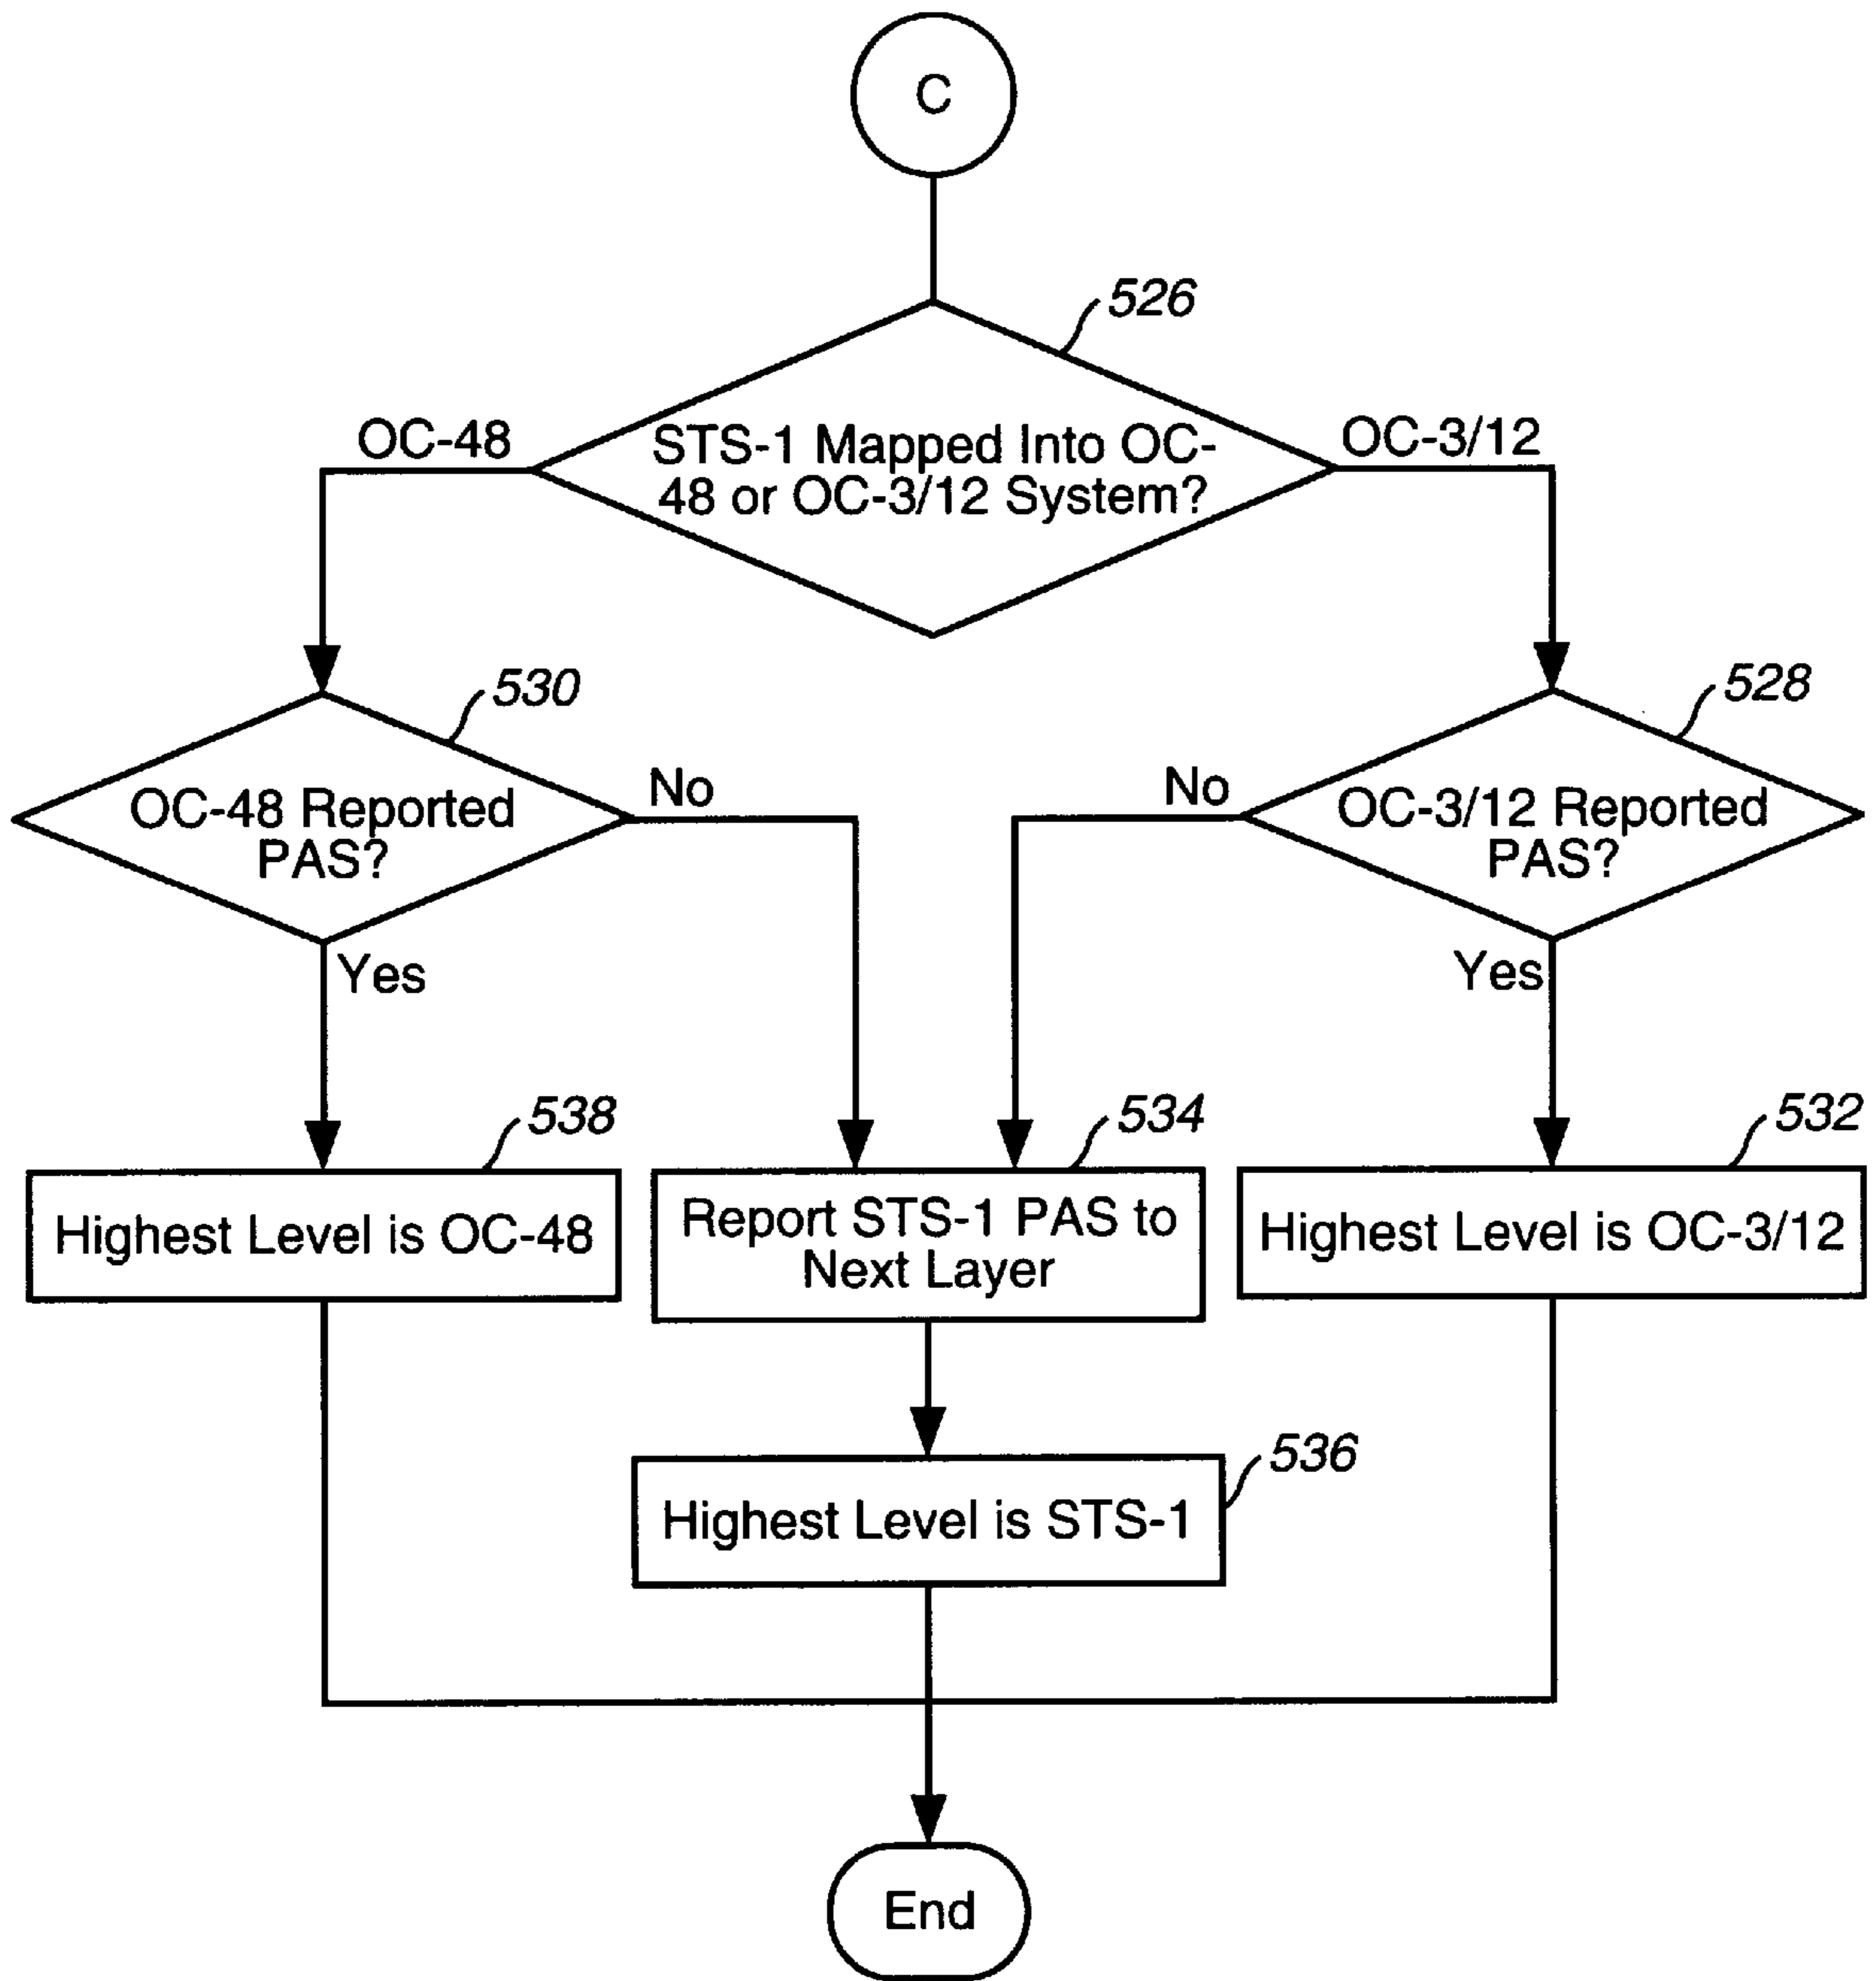 C
526
OC-48
STS-1 Mapped Into OC-
48 or OC-3/12 System?
OC-3/12
530
528
OC-48 Reported
PAS?
No
No
OC-3/12 Reported
PAS?
Yes
Yes
538
534
532
Highest Level is OC-48
Report STS-1 PAS to
Next Layer
Highest Level is OC-3/12
536
Highest Level is STS-1
End